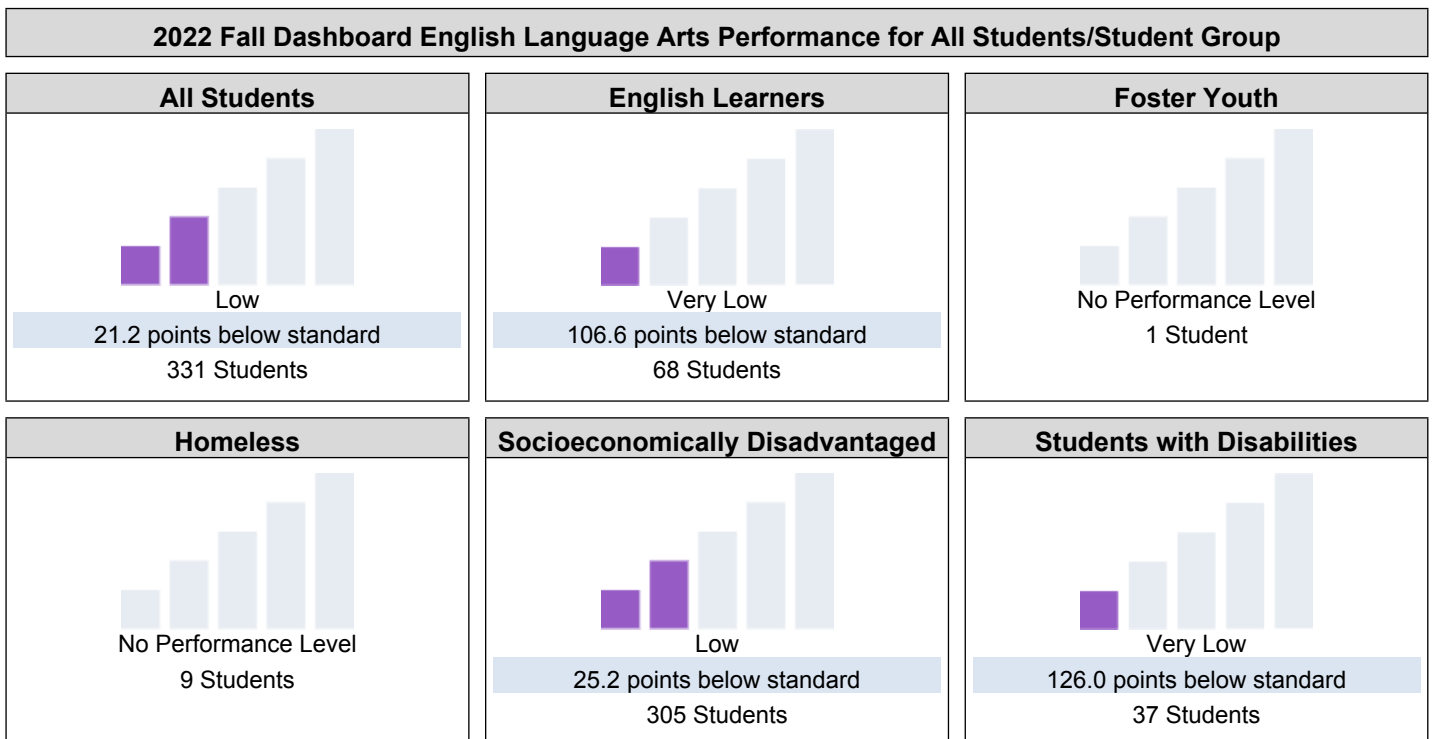 2022 Fall Dashboard English Language Arts Performance for All Students/Student Group
All Students
Low
21.2 points below standard
331 Students
English Learners
Very Low
106.6 points below standard
68 Students
Foster Youth
No Performance Level
1 Student
Homeless
No Performance Level
9 Students
Socioeconomically Disadvantaged
Low
25.2 points below standard
305 Students
Students with Disabilities
Very Low
126.0 points below standard
37 Students